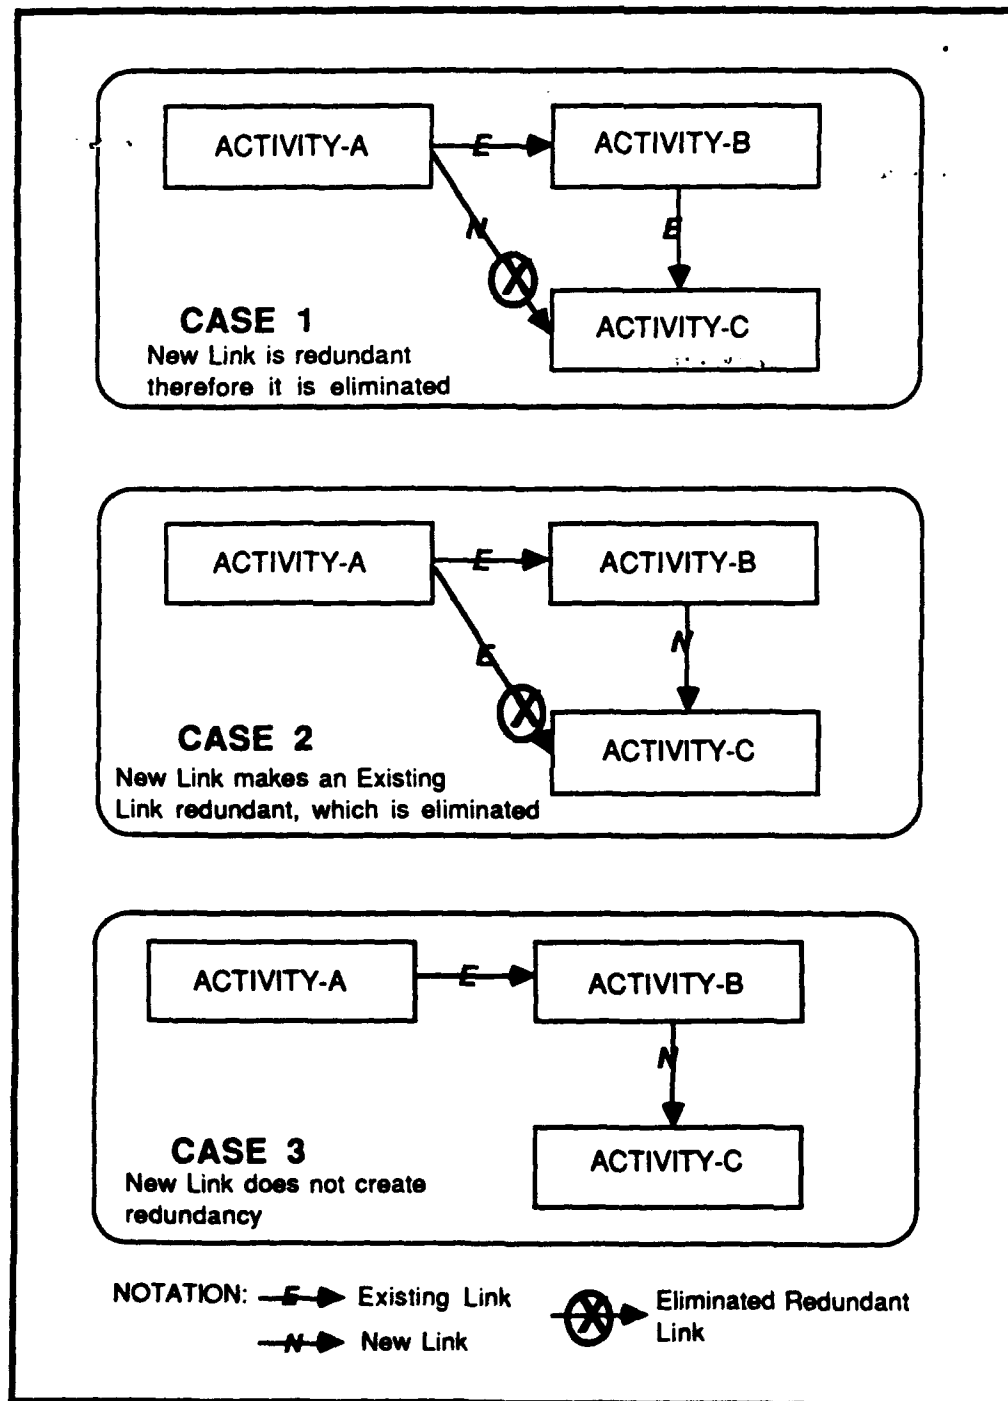 ACTIVITY-A
E
ACTIVITY-B
N
E
X
ACTIVITY-C
CASE 1
New Link is redundant
therefore it is eliminated
ACTIVITY-A
E
ACTIVITY-B
E
N
X
ACTIVITY-C
CASE 2
New Link makes an Existing
Link redundant, which is eliminated
ACTIVITY-A
E
ACTIVITY-B
N
ACTIVITY-C
CASE 3
New Link does not create
redundancy
NOTATION: E Existing Link
N New Link
X Eliminated Redundant
Link